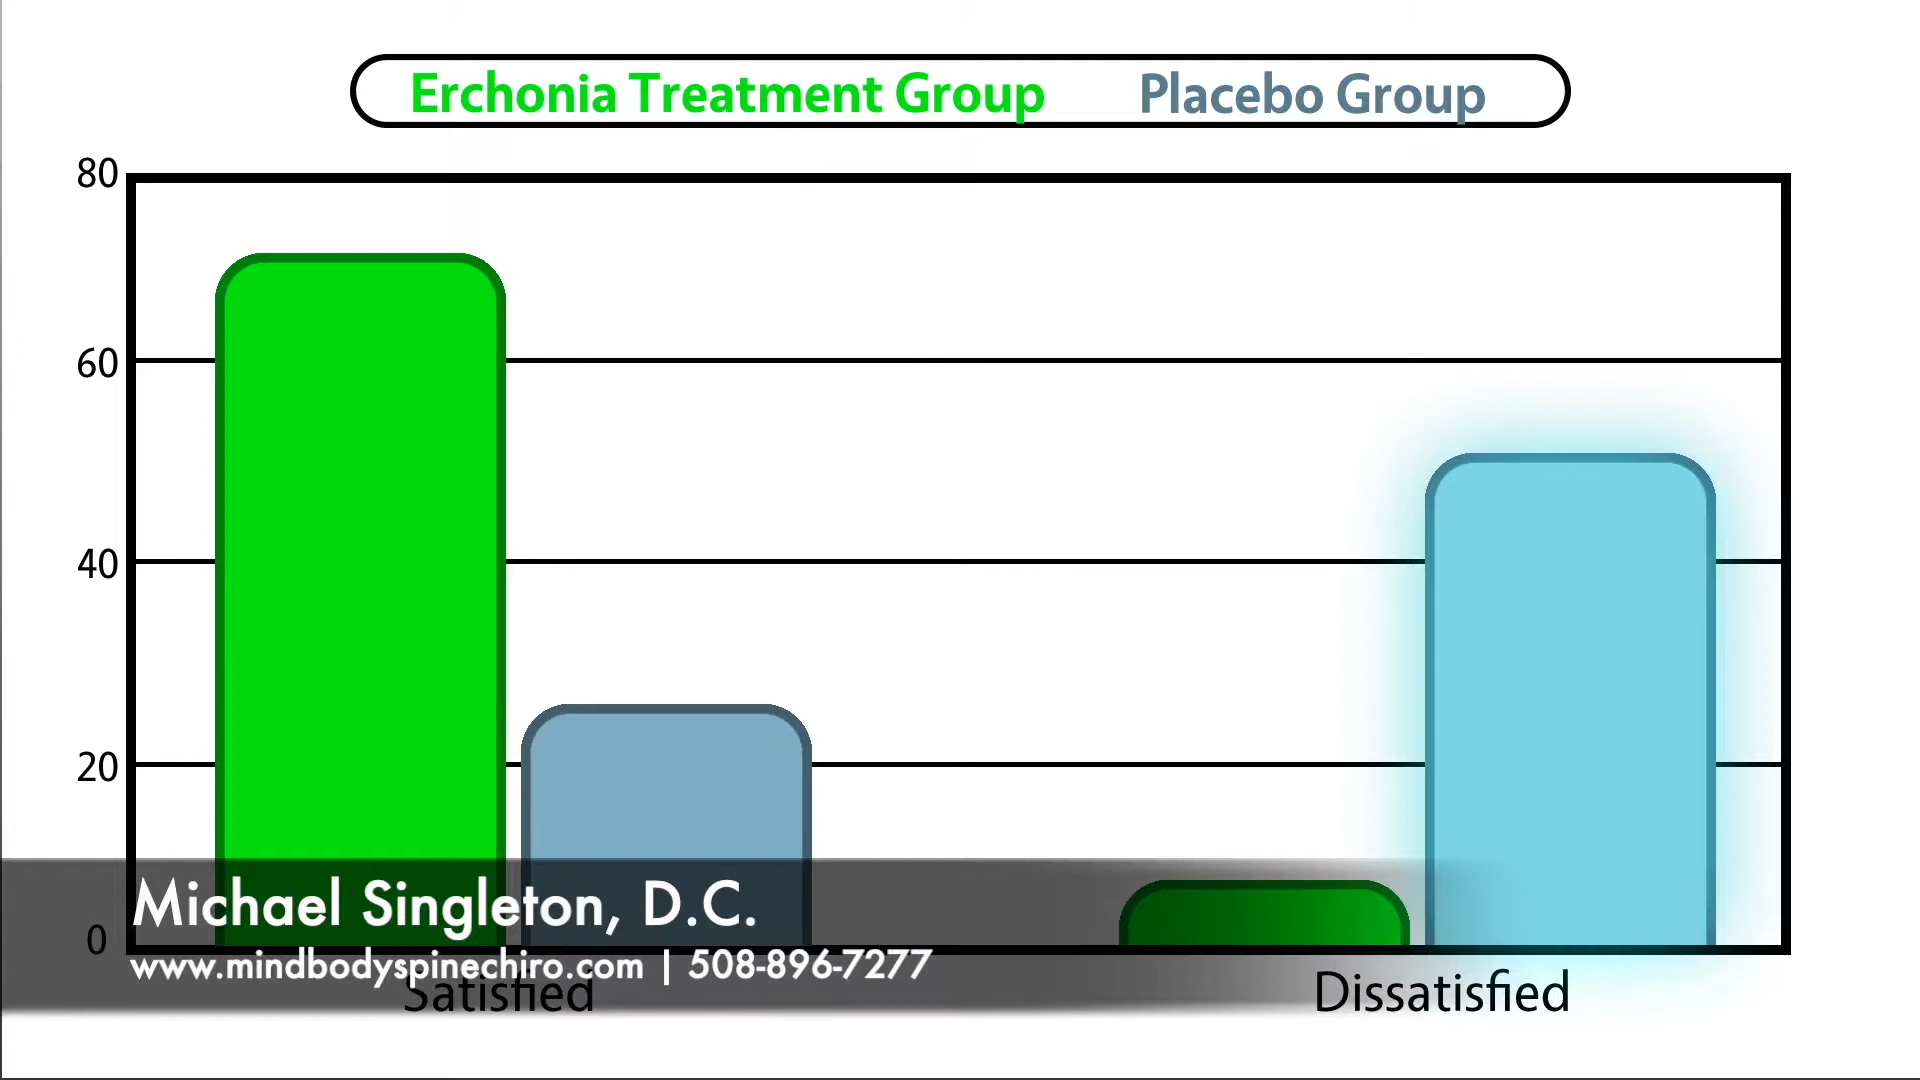 Erchonia Treatment Group Placebo Group
80
60
40
20
0
Michael Singleton, D.C.
www.mindbodyspinechiro.com | 508-896-7277
Satisfied Dissatisfied